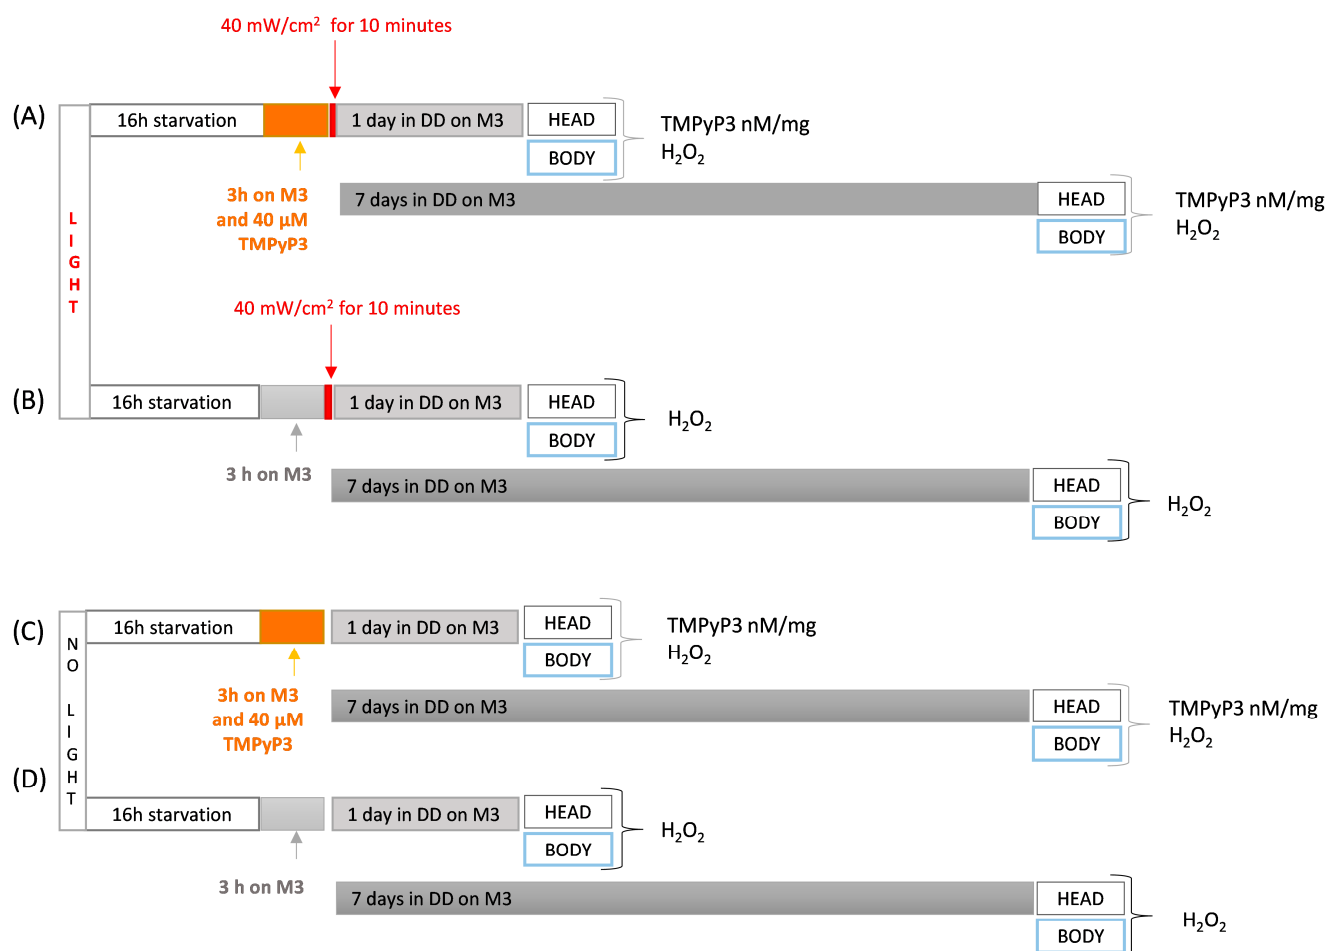 40 mW/cm² for 10 minutes
(A)
16h starvation
1 day in DD on M3
HEAD
BODY
TMPyP3 nM/mg
H₂O₂
3h on M3
and 40 μM
TMPyP3
7 days in DD on M3
HEAD
BODY
TMPyP3 nM/mg
H₂O₂
LIGHT
40 mW/cm² for 10 minutes
(B)
16h starvation
1 day in DD on M3
HEAD
BODY
H₂O₂
3 h on M3
7 days in DD on M3
HEAD
BODY
H₂O₂
(C)
16h starvation
1 day in DD on M3
HEAD
BODY
TMPyP3 nM/mg
H₂O₂
3h on M3
and 40 μM
TMPyP3
7 days in DD on M3
HEAD
BODY
TMPyP3 nM/mg
H₂O₂
NO LIGHT
(D)
16h starvation
1 day in DD on M3
HEAD
BODY
H₂O₂
3 h on M3
7 days in DD on M3
HEAD
BODY
H₂O₂